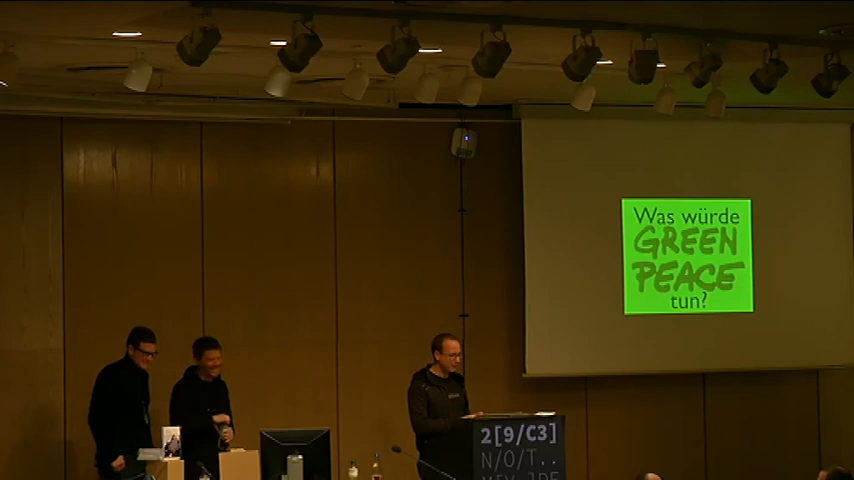 Was würde
GREEN
PEACE
tun?
2[9/C3]
N/O/T..